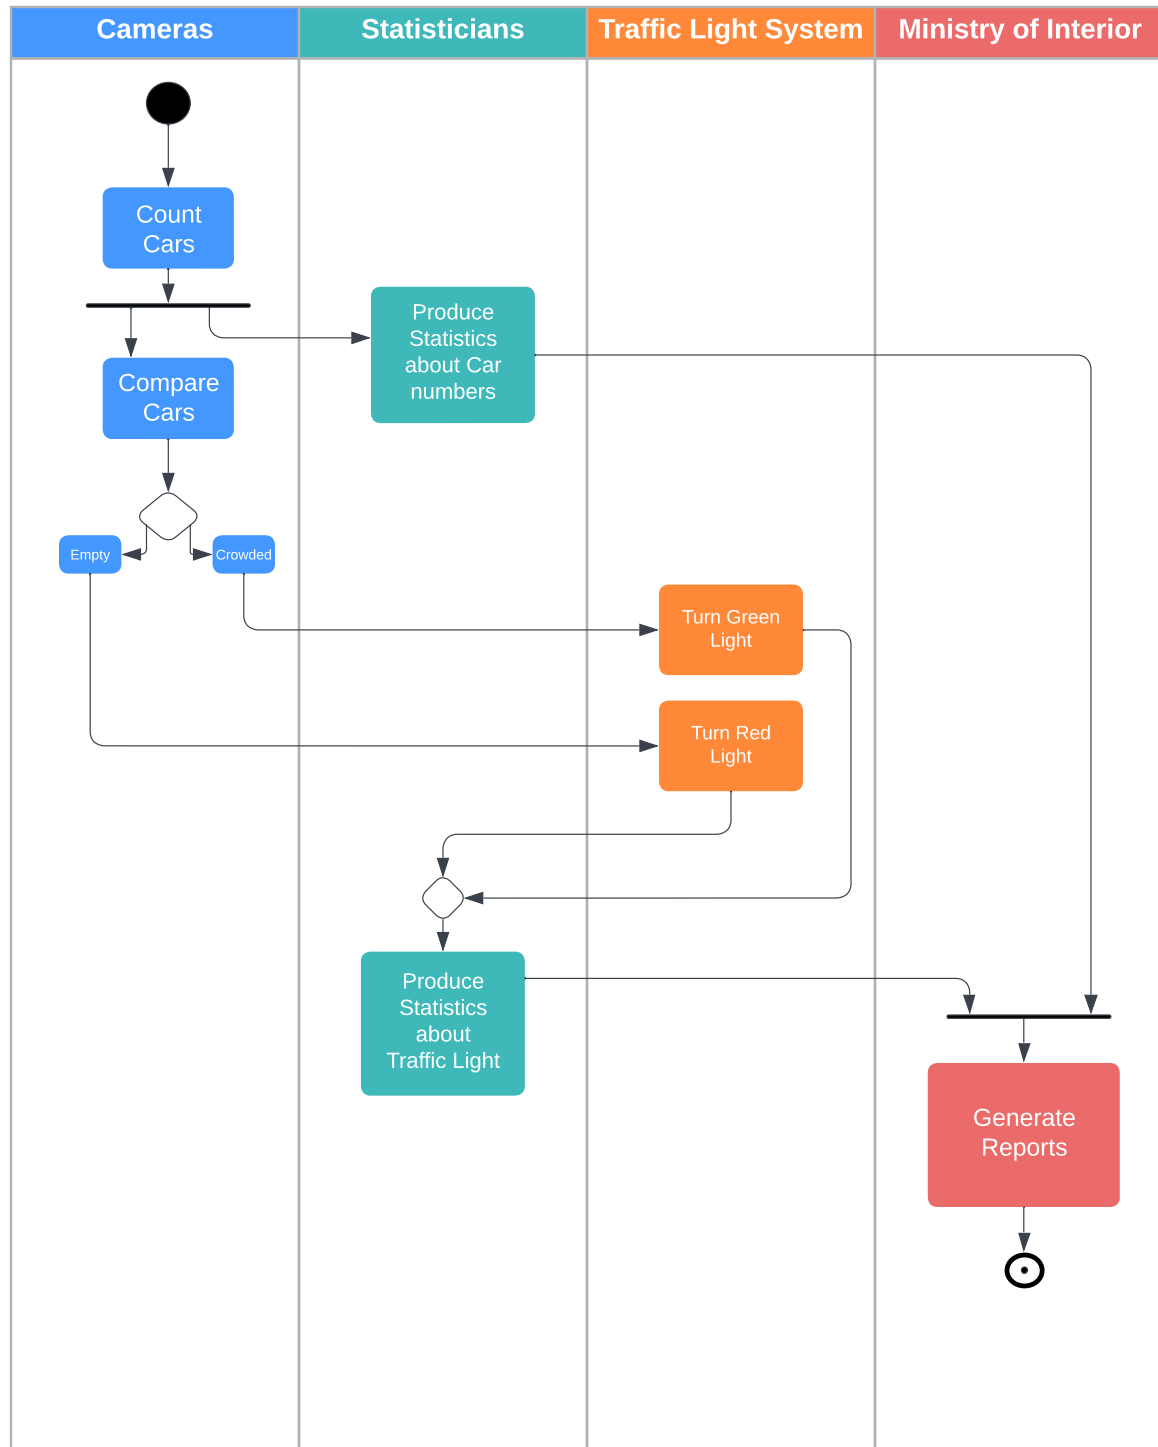 Cameras
Statisticians
Traffic Light System
Ministry of Interior
Count
Cars
Produce
Statistics
about Car
numbers
Compare
Cars
Empty
Crowded
Turn Green
Light
Turn Red
Light
Produce
Statistics
about
Traffic Light
Generate
Reports